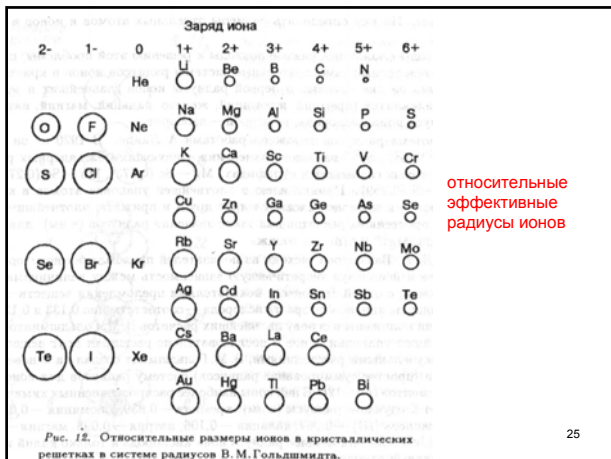 Заряд иона
2- 1- 0 1+ 2+ 3+ 4+ 5+ 6+
He Li Be B C N
O F Ne Na Mg Al Si P S
S Cl Ar K Ca Sc Ti V Cr
Cu Zn Ga Ge As Se
Se Br Kr Rb Sr Y Zr Nb Mo
Ag Cd In Sn Sb Te
Te I Xe Cs Ba La Ce
Au Hg Tl Pb Bi
Рис. 12. Относительные размеры ионов в кристаллических
решетках в системе радиусов В. М. Гольдшмидта.
относительные
эффективные
радиусы ионов
25